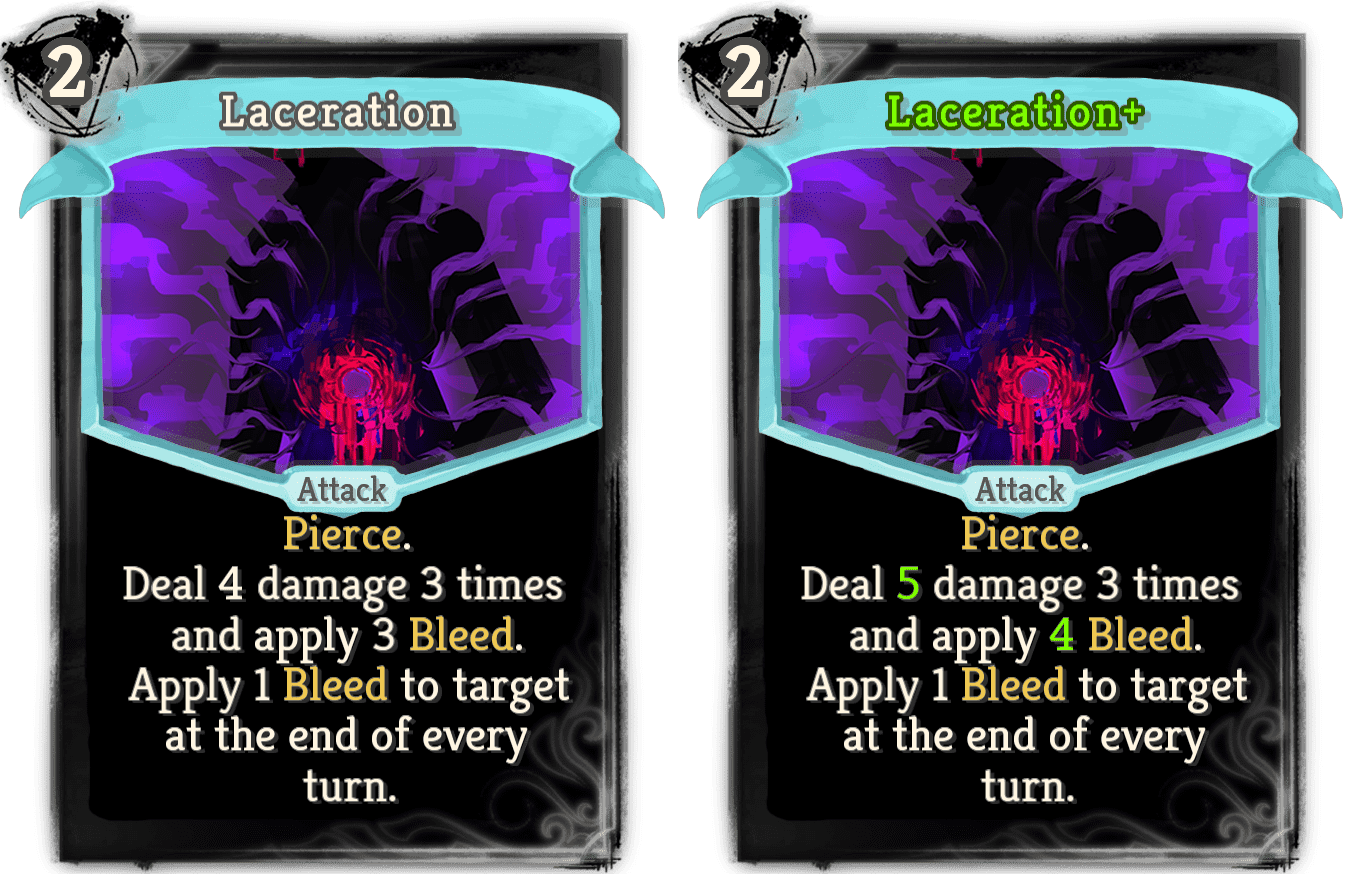 2
Laceration
Attack
Pierce.
Deal 4 damage 3 times
and apply 3 Bleed.
Apply 1 Bleed to target
at the end of every
turn.
2
Laceration+
Attack
Pierce.
Deal 5 damage 3 times
and apply 4 Bleed.
Apply 1 Bleed to target
at the end of every
turn.